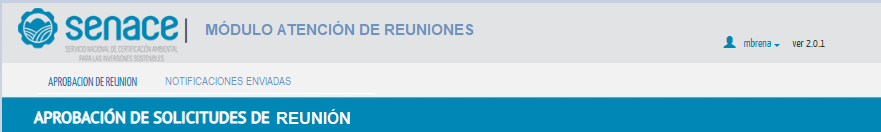 senace
SERVICIO NACIONAL DE CERTIFICACIÓN AMBIENTAL
PARA LAS INVERSIONES SOSTENIBLES
MÓDULO ATENCIÓN DE REUNIONES
mbrena ver 2.0.1
APROBACION DE REUNION NOTIFICACIONES ENVIADAS
APROBACIÓN DE SOLICITUDES DE REUNIÓN